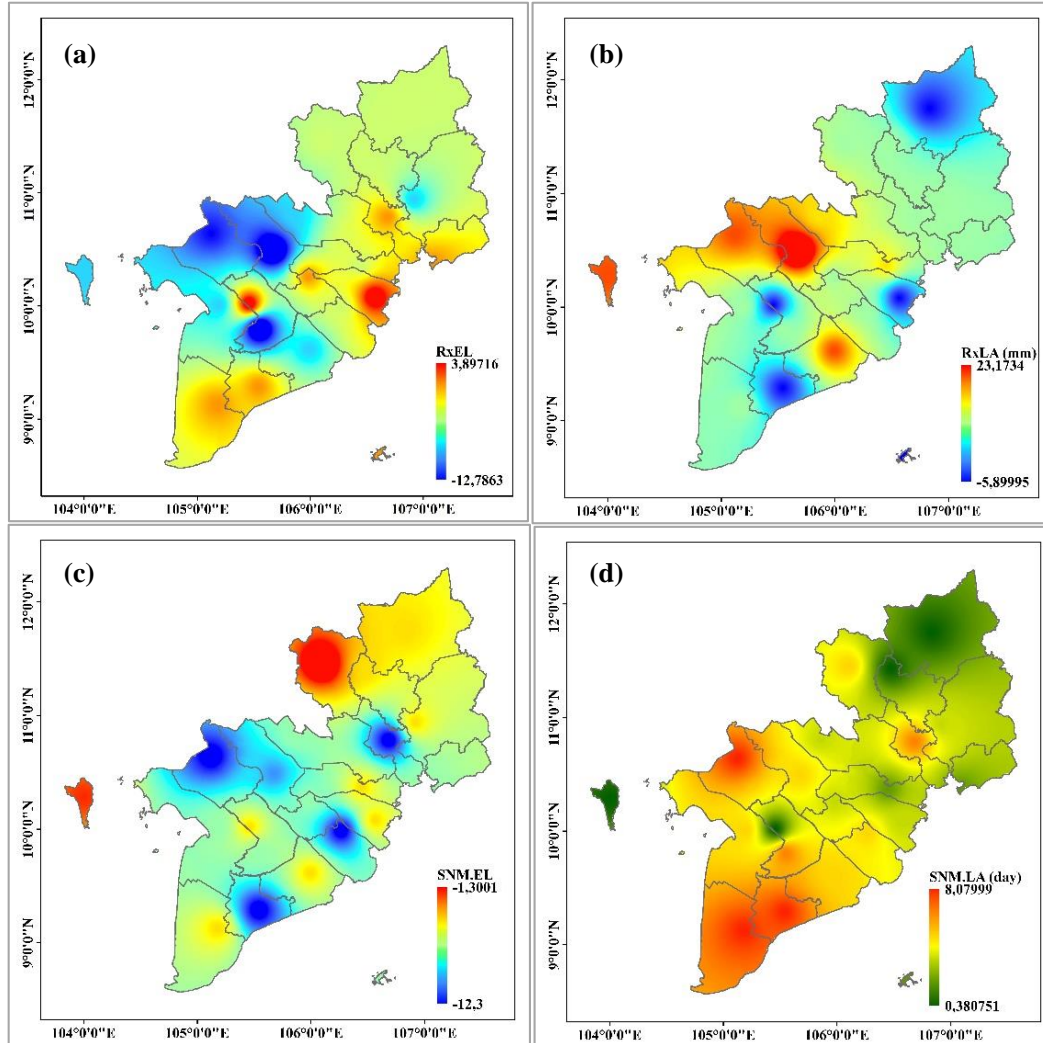 (a)
12°0'0"N
11°0'0"N
10°0'0"N
9°0'0"N
RxEL
3,89716
-12,7863
104°0'0"E 105°0'0"E 106°0'0"E 107°0'0"E
(b)
12°0'0"N
11°0'0"N
10°0'0"N
9°0'0"N
RxLA (mm)
23,1734
-5,89995
104°0'0"E 105°0'0"E 106°0'0"E 107°0'0"E
(c)
12°0'0"N
11°0'0"N
10°0'0"N
9°0'0"N
SNM.EL
-1,3001
-12,3
104°0'0"E 105°0'0"E 106°0'0"E 107°0'0"E
(d)
12°0'0"N
11°0'0"N
10°0'0"N
9°0'0"N
SNM.LA (day)
8,07999
0,380751
104°0'0"E 105°0'0"E 106°0'0"E 107°0'0"E